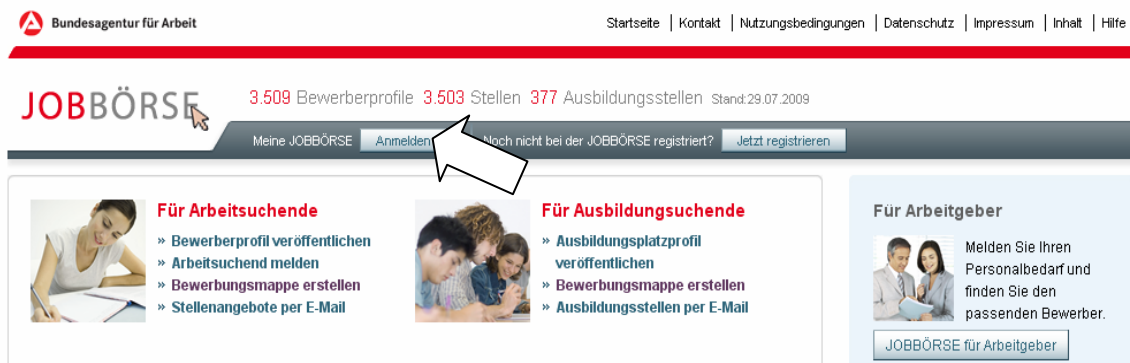 Bundesagentur für Arbeit
Startseite | Kontakt | Nutzungsbedingungen | Datenschutz | Impressum | Inhalt | Hilfe
JOBBÖRSE
3.509 Bewerberprofile 3.503 Stellen 377 Ausbildungsstellen Stand:29.07.2009
Meine JOBBÖRSE Anmelden Noch nicht bei der JOBBÖRSE registriert? Jetzt registrieren
Für Arbeitsuchende
» Bewerberprofil veröffentlichen
» Arbeitsuchend melden
» Bewerbungsmappe erstellen
» Stellenangebote per E-Mail
Für Ausbildungsuchende
» Ausbildungsplatzprofil
veröffentlichen
» Bewerbungsmappe erstellen
» Ausbildungsstellen per E-Mail
Für Arbeitgeber
Melden Sie Ihren
Personalbedarf und
finden Sie den
passenden Bewerber.
JOBBÖRSE für Arbeitgeber